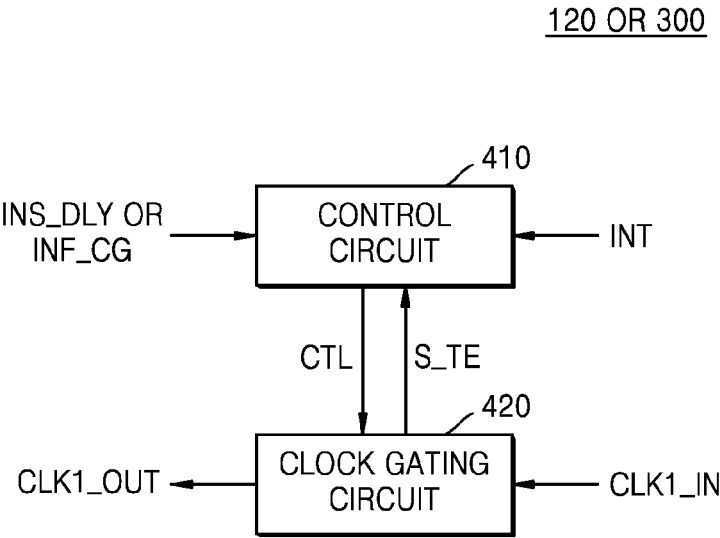 120 OR 300
410
INS_DLY OR
INF_CG
CONTROL
CIRCUIT
INT
CTL
S_TE
420
CLK1_OUT
CLOCK GATING
CIRCUIT
CLK1_IN